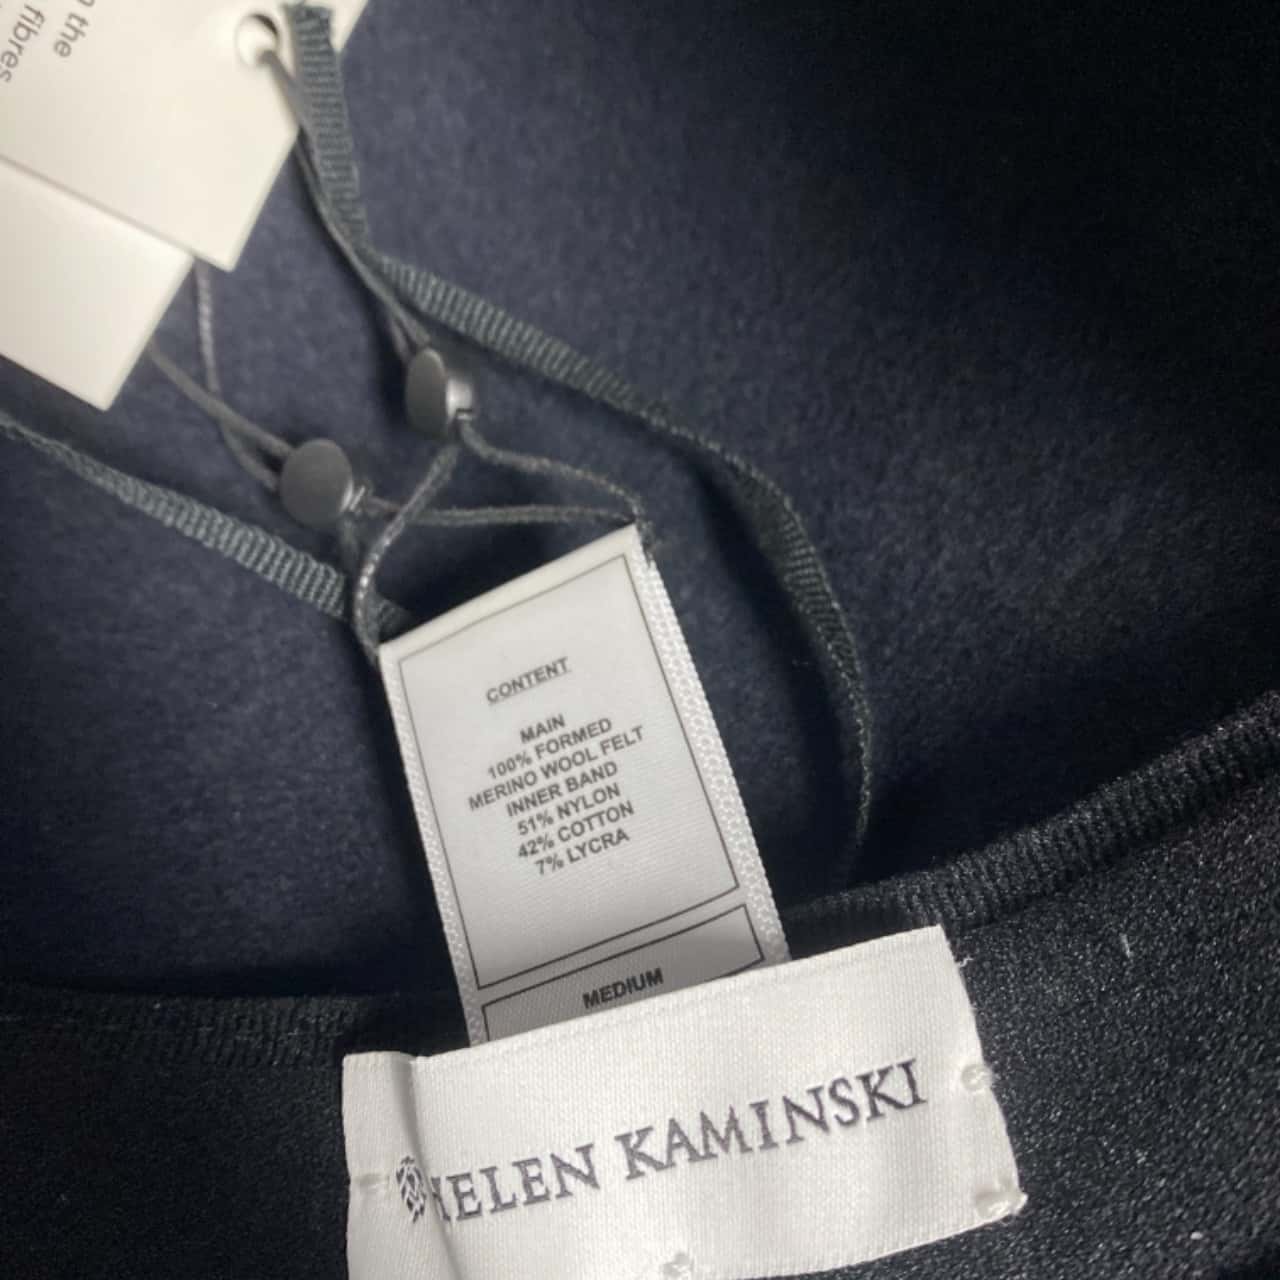 the
fibres
CONTENT
MAIN
100% FORMED
MERINO WOOL FELT
INNER BAND
51% NYLON
42% COTTON
7% LYCRA
MEDIUM
HELEN KAMINSKI